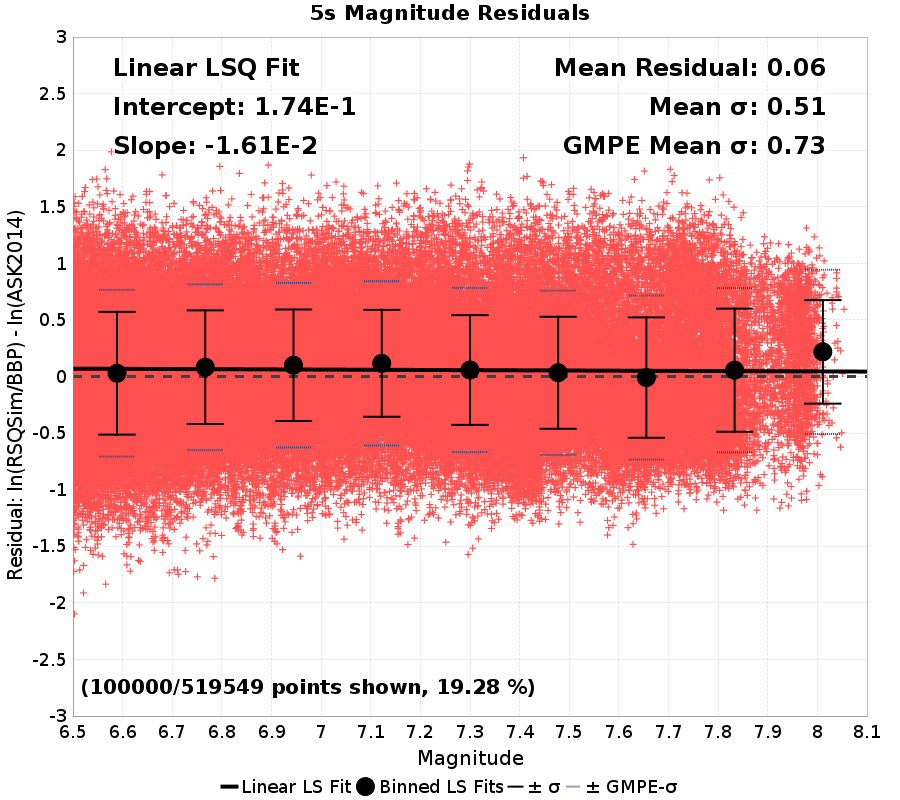 5s Magnitude Residuals
Linear LSQ Fit
Intercept: 1.74E-1
Slope: -1.61E-2
Mean Residual: 0.06
Mean σ: 0.51
GMPE Mean σ: 0.73
Residual: ln(RSQSim/BBP) - ln(ASK2014)
3
2.5
2
1.5
1
0.5
0
-0.5
-1
-1.5
-2
-2.5
-3
(100000/519549 points shown, 19.28 %)
6.5 6.6 6.7 6.8 6.9 7 7.1 7.2 7.3 7.4 7.5 7.6 7.7 7.8 7.9 8 8.1
Magnitude
Linear LS Fit Binned LS Fits ± σ ± GMPE-σ